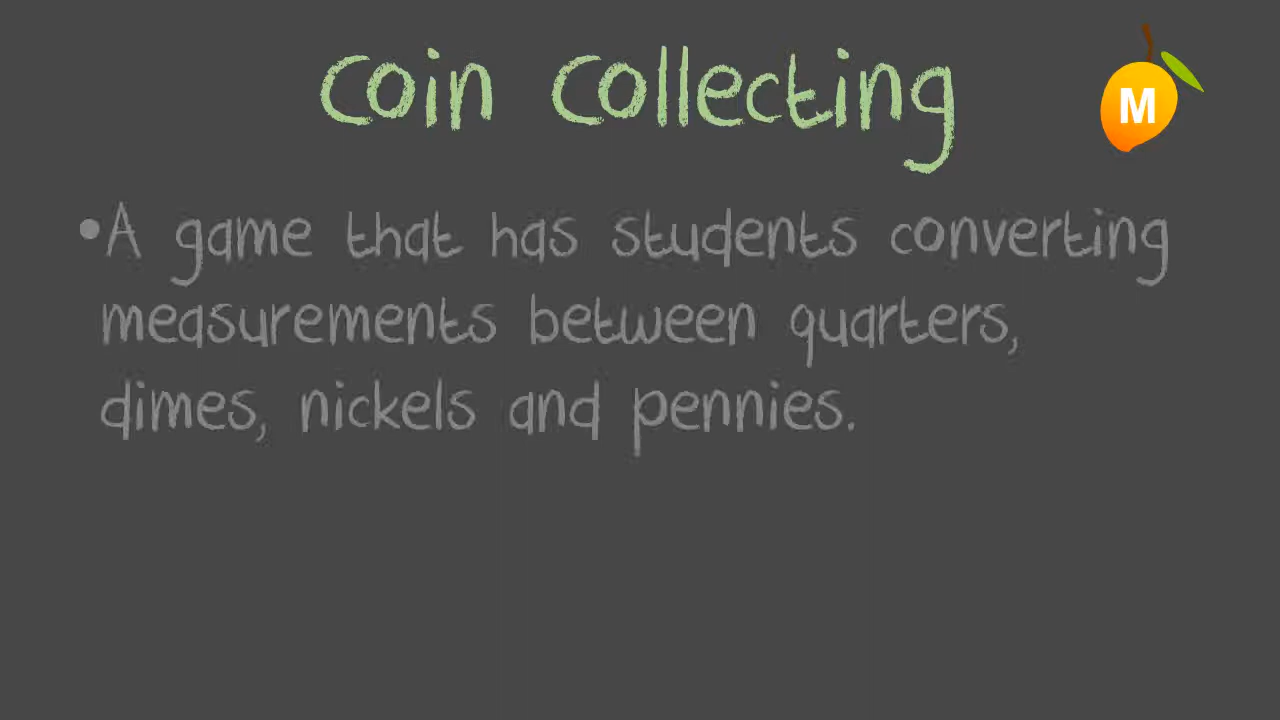 Coin Collecting
M
•A game that has students converting
measurements between quarters,
dimes, nickels and pennies.